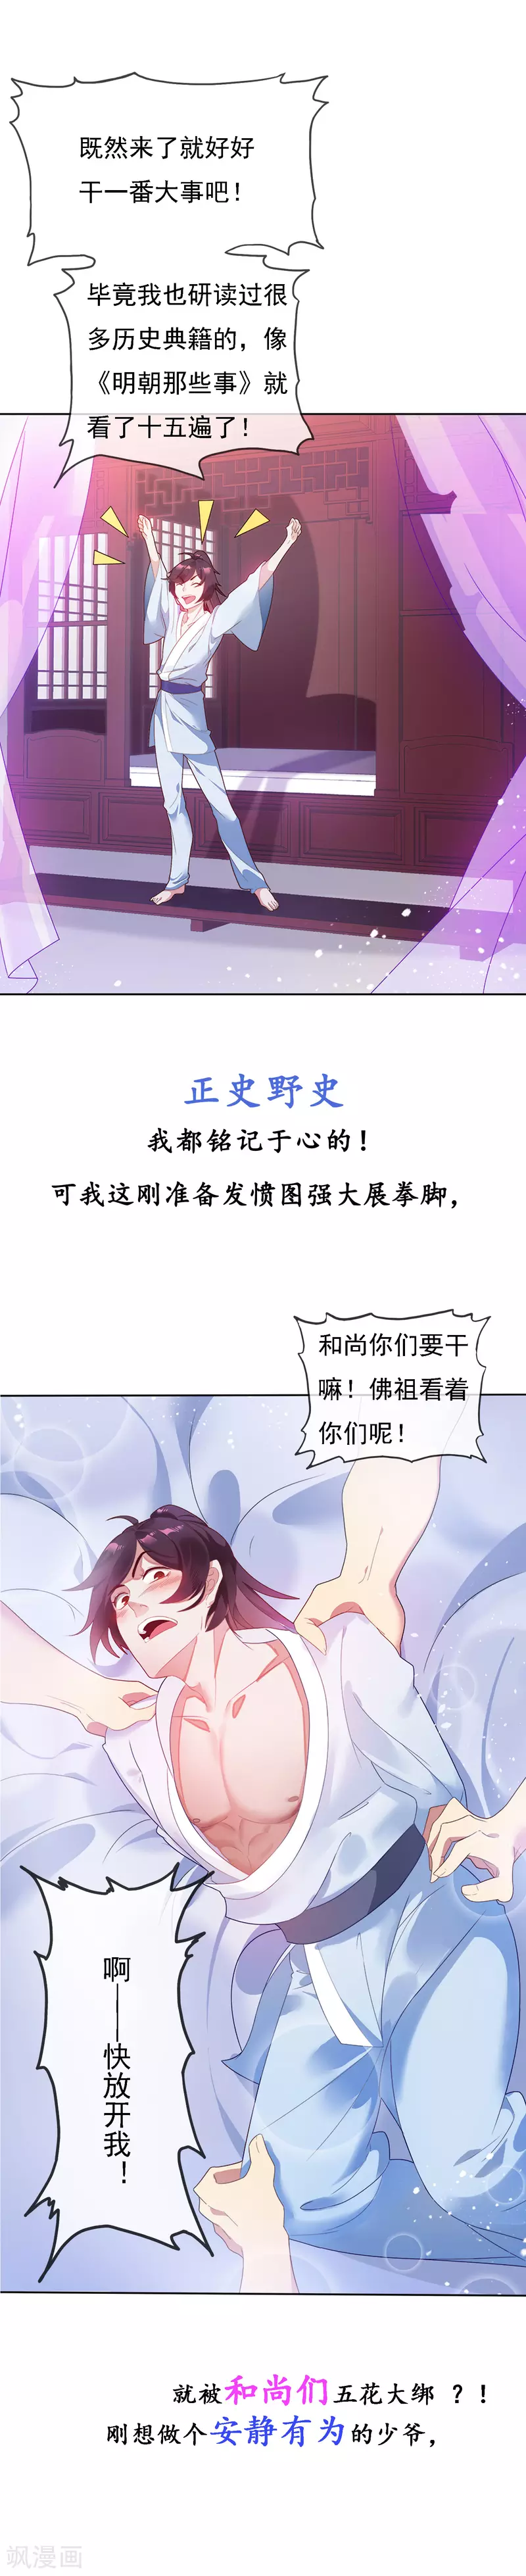 既然来了就好好
干一番大事吧！
毕竟我也研读过很
多历史典籍的，像
《明朝那些事》就
看了十五遍了！
正史野史
我都铭记于心的！
可我这刚准备发愤图强大展拳脚，
和尚你们要干
嘛！佛祖看着
你们呢！
啊——快放开我！
就被和尚们五花大绑 ？！
刚想做个安静有为的少爷，
飒漫画